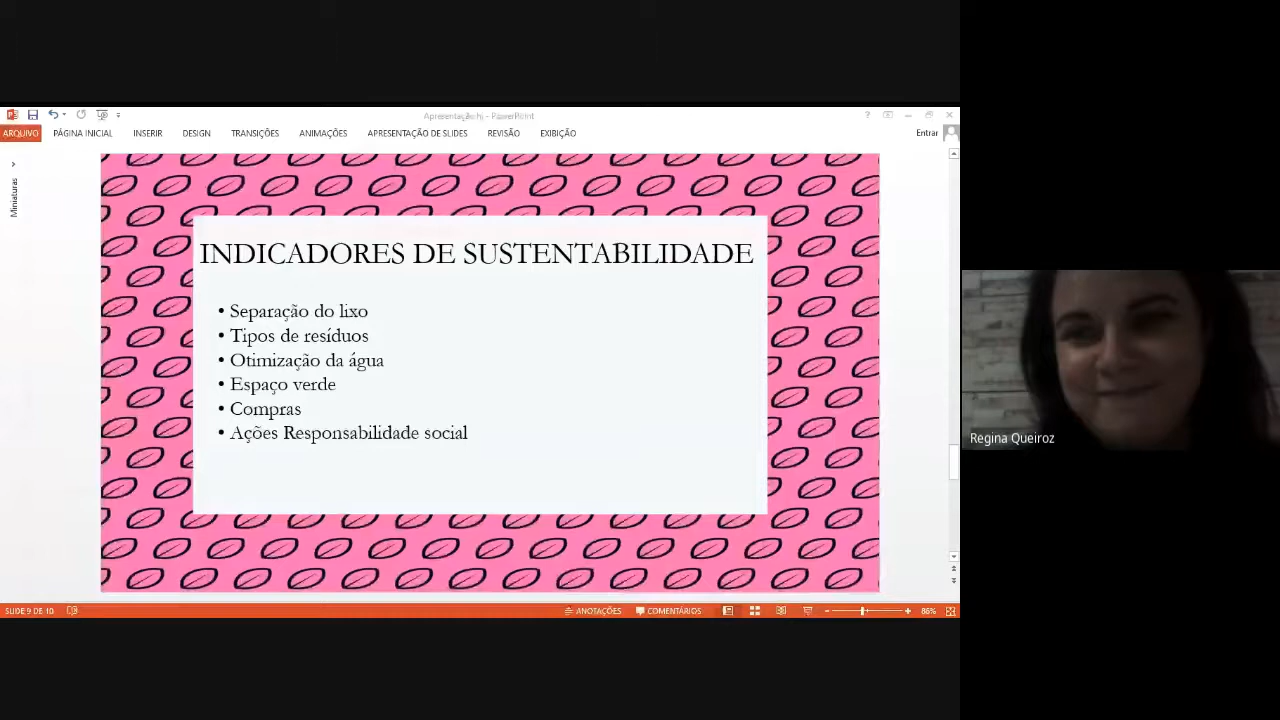 Apresentação hj - PowerPoint
ARQUIVO PÁGINA INICIAL INSERIR DESIGN TRANSIÇÕES ANIMAÇÕES APRESENTAÇÃO DE SLIDES REVISÃO EXIBIÇÃO Entrar
Miniaturas
INDICADORES DE SUSTENTABILIDADE
• Separação do lixo
• Tipos de resíduos
• Otimização da água
• Espaço verde
• Compras
• Ações Responsabilidade social
Regina Queiroz
SLIDE 9 DE 10 ANOTAÇÕES COMENTÁRIOS 86%